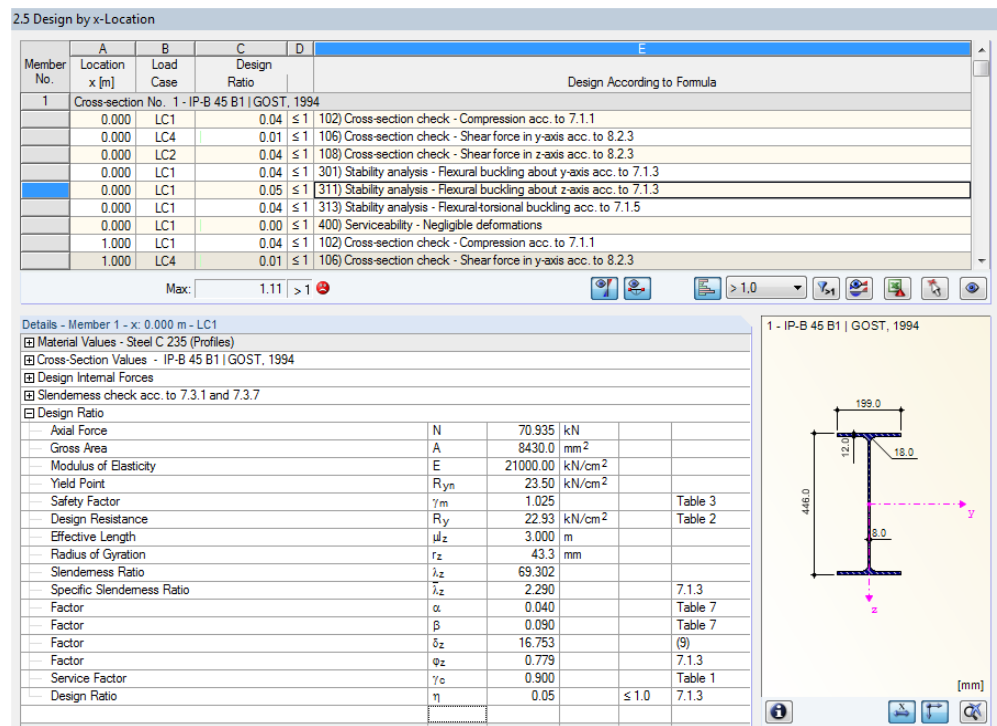 2.5 Design by x-Location
A B C D E
Member Location Load Design
No. x [m] Case Ratio Design According to Formula
1 Cross-section No. 1 - IP-B 45 B1 | GOST, 1994
0.000 LC1 0.04 ≤ 1 102) Cross-section check - Compression acc. to 7.1.1
0.000 LC4 0.01 ≤ 1 106) Cross-section check - Shear force in y-axis acc. to 8.2.3
0.000 LC2 0.04 ≤ 1 108) Cross-section check - Shear force in z-axis acc. to 8.2.3
0.000 LC1 0.04 ≤ 1 301) Stability analysis - Flexural buckling about y-axis acc. to 7.1.3
0.000 LC1 0.05 ≤ 1 311) Stability analysis - Flexural buckling about z-axis acc. to 7.1.3
0.000 LC1 0.04 ≤ 1 313) Stability analysis - Flexural-torsional buckling acc. to 7.1.5
0.000 LC1 0.00 ≤ 1 400) Serviceability - Negligible deformations
1.000 LC1 0.04 ≤ 1 102) Cross-section check - Compression acc. to 7.1.1
1.000 LC4 0.01 ≤ 1 106) Cross-section check - Shear force in y-axis acc. to 8.2.3
Max: 1.11 > 1 > 1,0
Details - Member 1 - x: 0.000 m - LC1
Material Values - Steel C 235 (Profiles)
Cross-Section Values - IP-B 45 B1 | GOST, 1994
Design Internal Forces
Slenderness check acc. to 7.3.1 and 7.3.7
Design Ratio
Axial Force N 70.935 kN
Gross Area A 8430.0 mm²
Modulus of Elasticity E 21000.00 kN/cm²
Yield Point Ryn 23.50 kN/cm²
Safety Factor γm 1.025 Table 3
Design Resistance Ry 22.93 kN/cm² Table 2
Effective Length μlz 3.000 m
Radius of Gyration rz 43.3 mm
Slenderness Ratio λz 69.302
Specific Slenderness Ratio λ̅z 2.290 7.1.3
Factor α 0.040 Table 7
Factor β 0.090 Table 7
Factor δz 16.753 (9)
Factor φz 0.779 7.1.3
Service Factor γc 0.900 Table 1
Design Ratio η 0.05 ≤ 1.0 7.1.3
1 - IP-B 45 B1 | GOST, 1994
199.0
12.0
18.0
446.0
y
8.0
z
[mm]